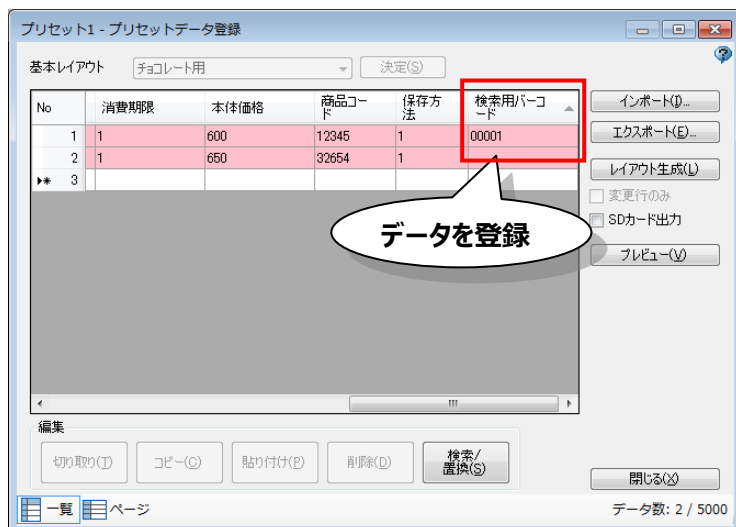 プリセット1 - プリセットデータ登録
基本レイアウト チョコレート用 決定(S)
No 消費期限 本体価格 商品コード 保存方法 検索用バーコード
1 1 600 12345 1 00001
2 1 650 32654 1
3
データを登録
インポート(I)...
エクスポート(E)...
レイアウト生成(L)
変更行のみ
SDカード出力
プレビュー(V)
編集
切り取り(T) コピー(C) 貼り付け(P) 削除(D) 検索/
置換(S)
閉じる(X)
一覧 ページ データ数: 2 / 5000